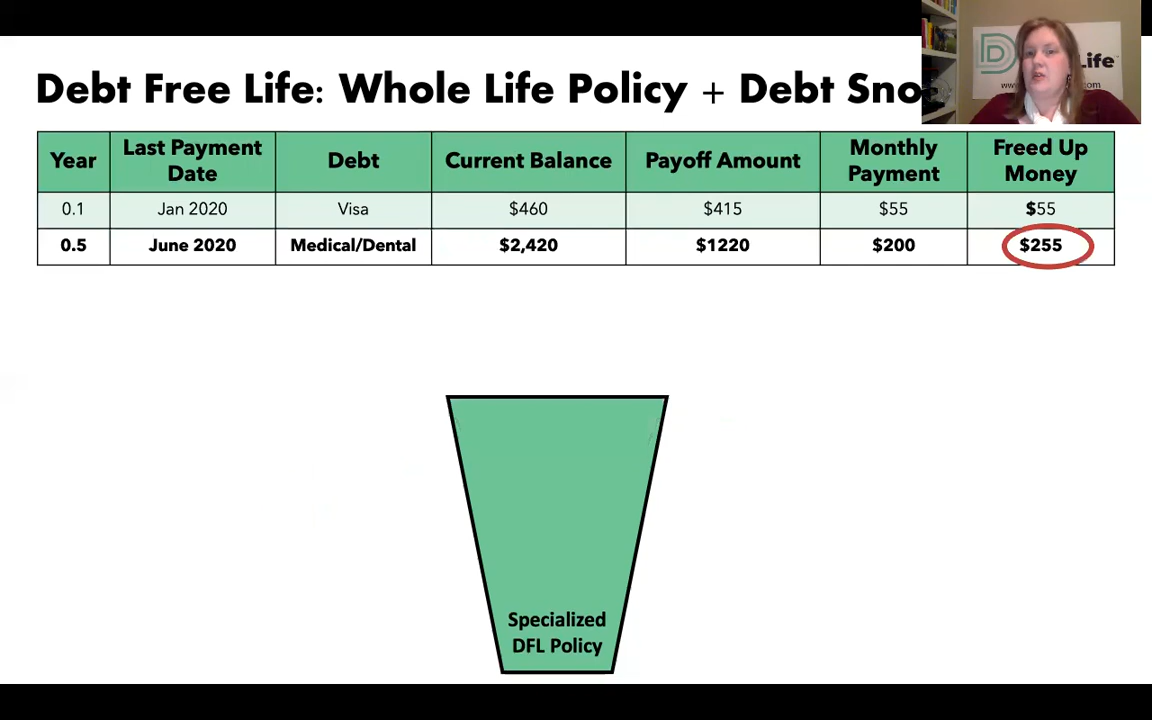 Debt Free Life: Whole Life Policy + Debt Sno
Life™
Year Last Payment Date Debt Current Balance Payoff Amount Monthly Payment Freed Up Money
0.1 Jan 2020 Visa $460 $415 $55 $55
0.5 June 2020 Medical/Dental $2,420 $1220 $200 $255
Specialized
DFL Policy